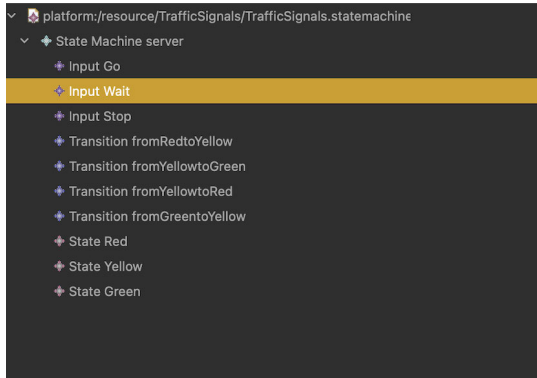 platform:/resource/TrafficSignals/TrafficSignals.statemachine
State Machine server
Input Go
Input Wait
Input Stop
Transition fromRedtoYellow
Transition fromYellowtoGreen
Transition fromYellowtoRed
Transition fromGreentoYellow
State Red
State Yellow
State Green